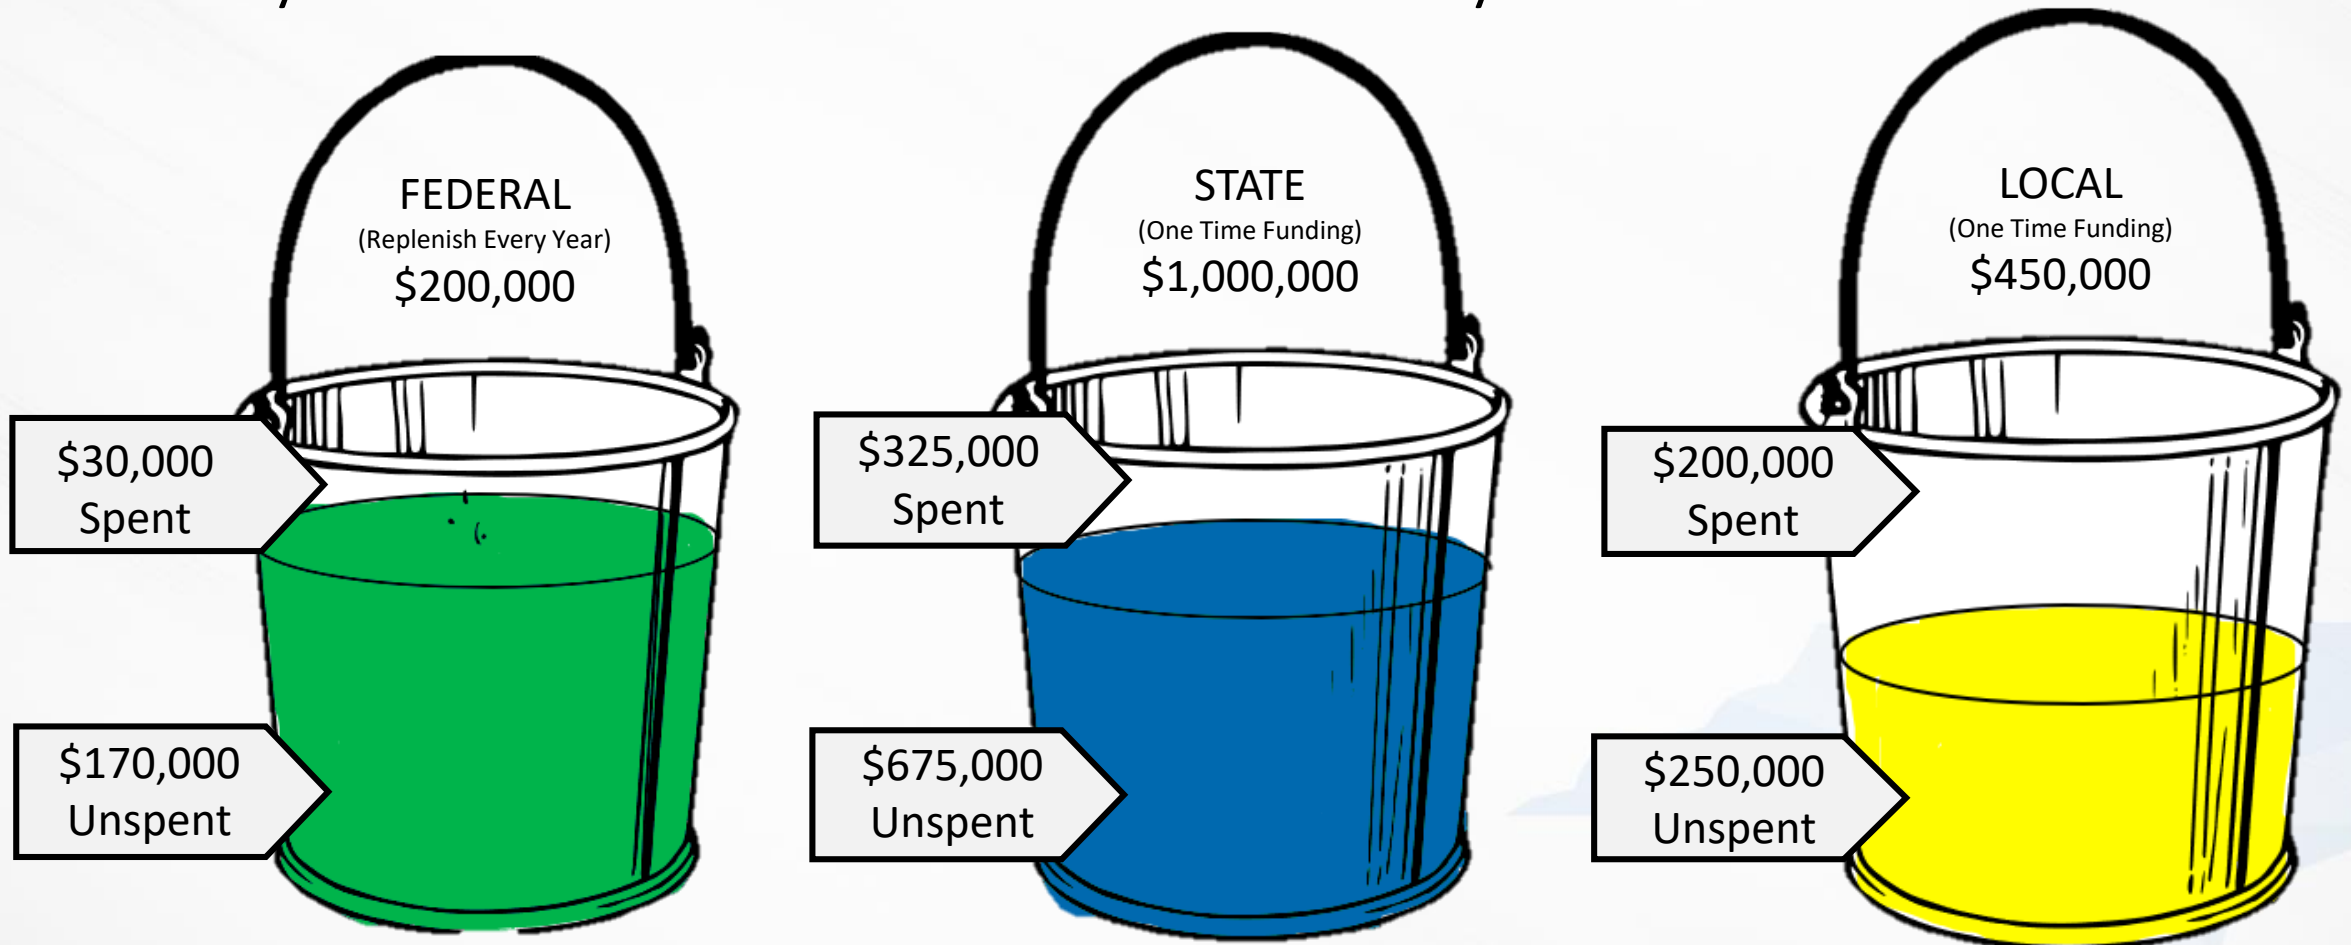 FEDERAL
(Replenish Every Year)
$200,000
$30,000
Spent
$170,000
Unspent
STATE
(One Time Funding)
$1,000,000
$325,000
Spent
$675,000
Unspent
LOCAL
(One Time Funding)
$450,000
$200,000
Spent
$250,000
Unspent